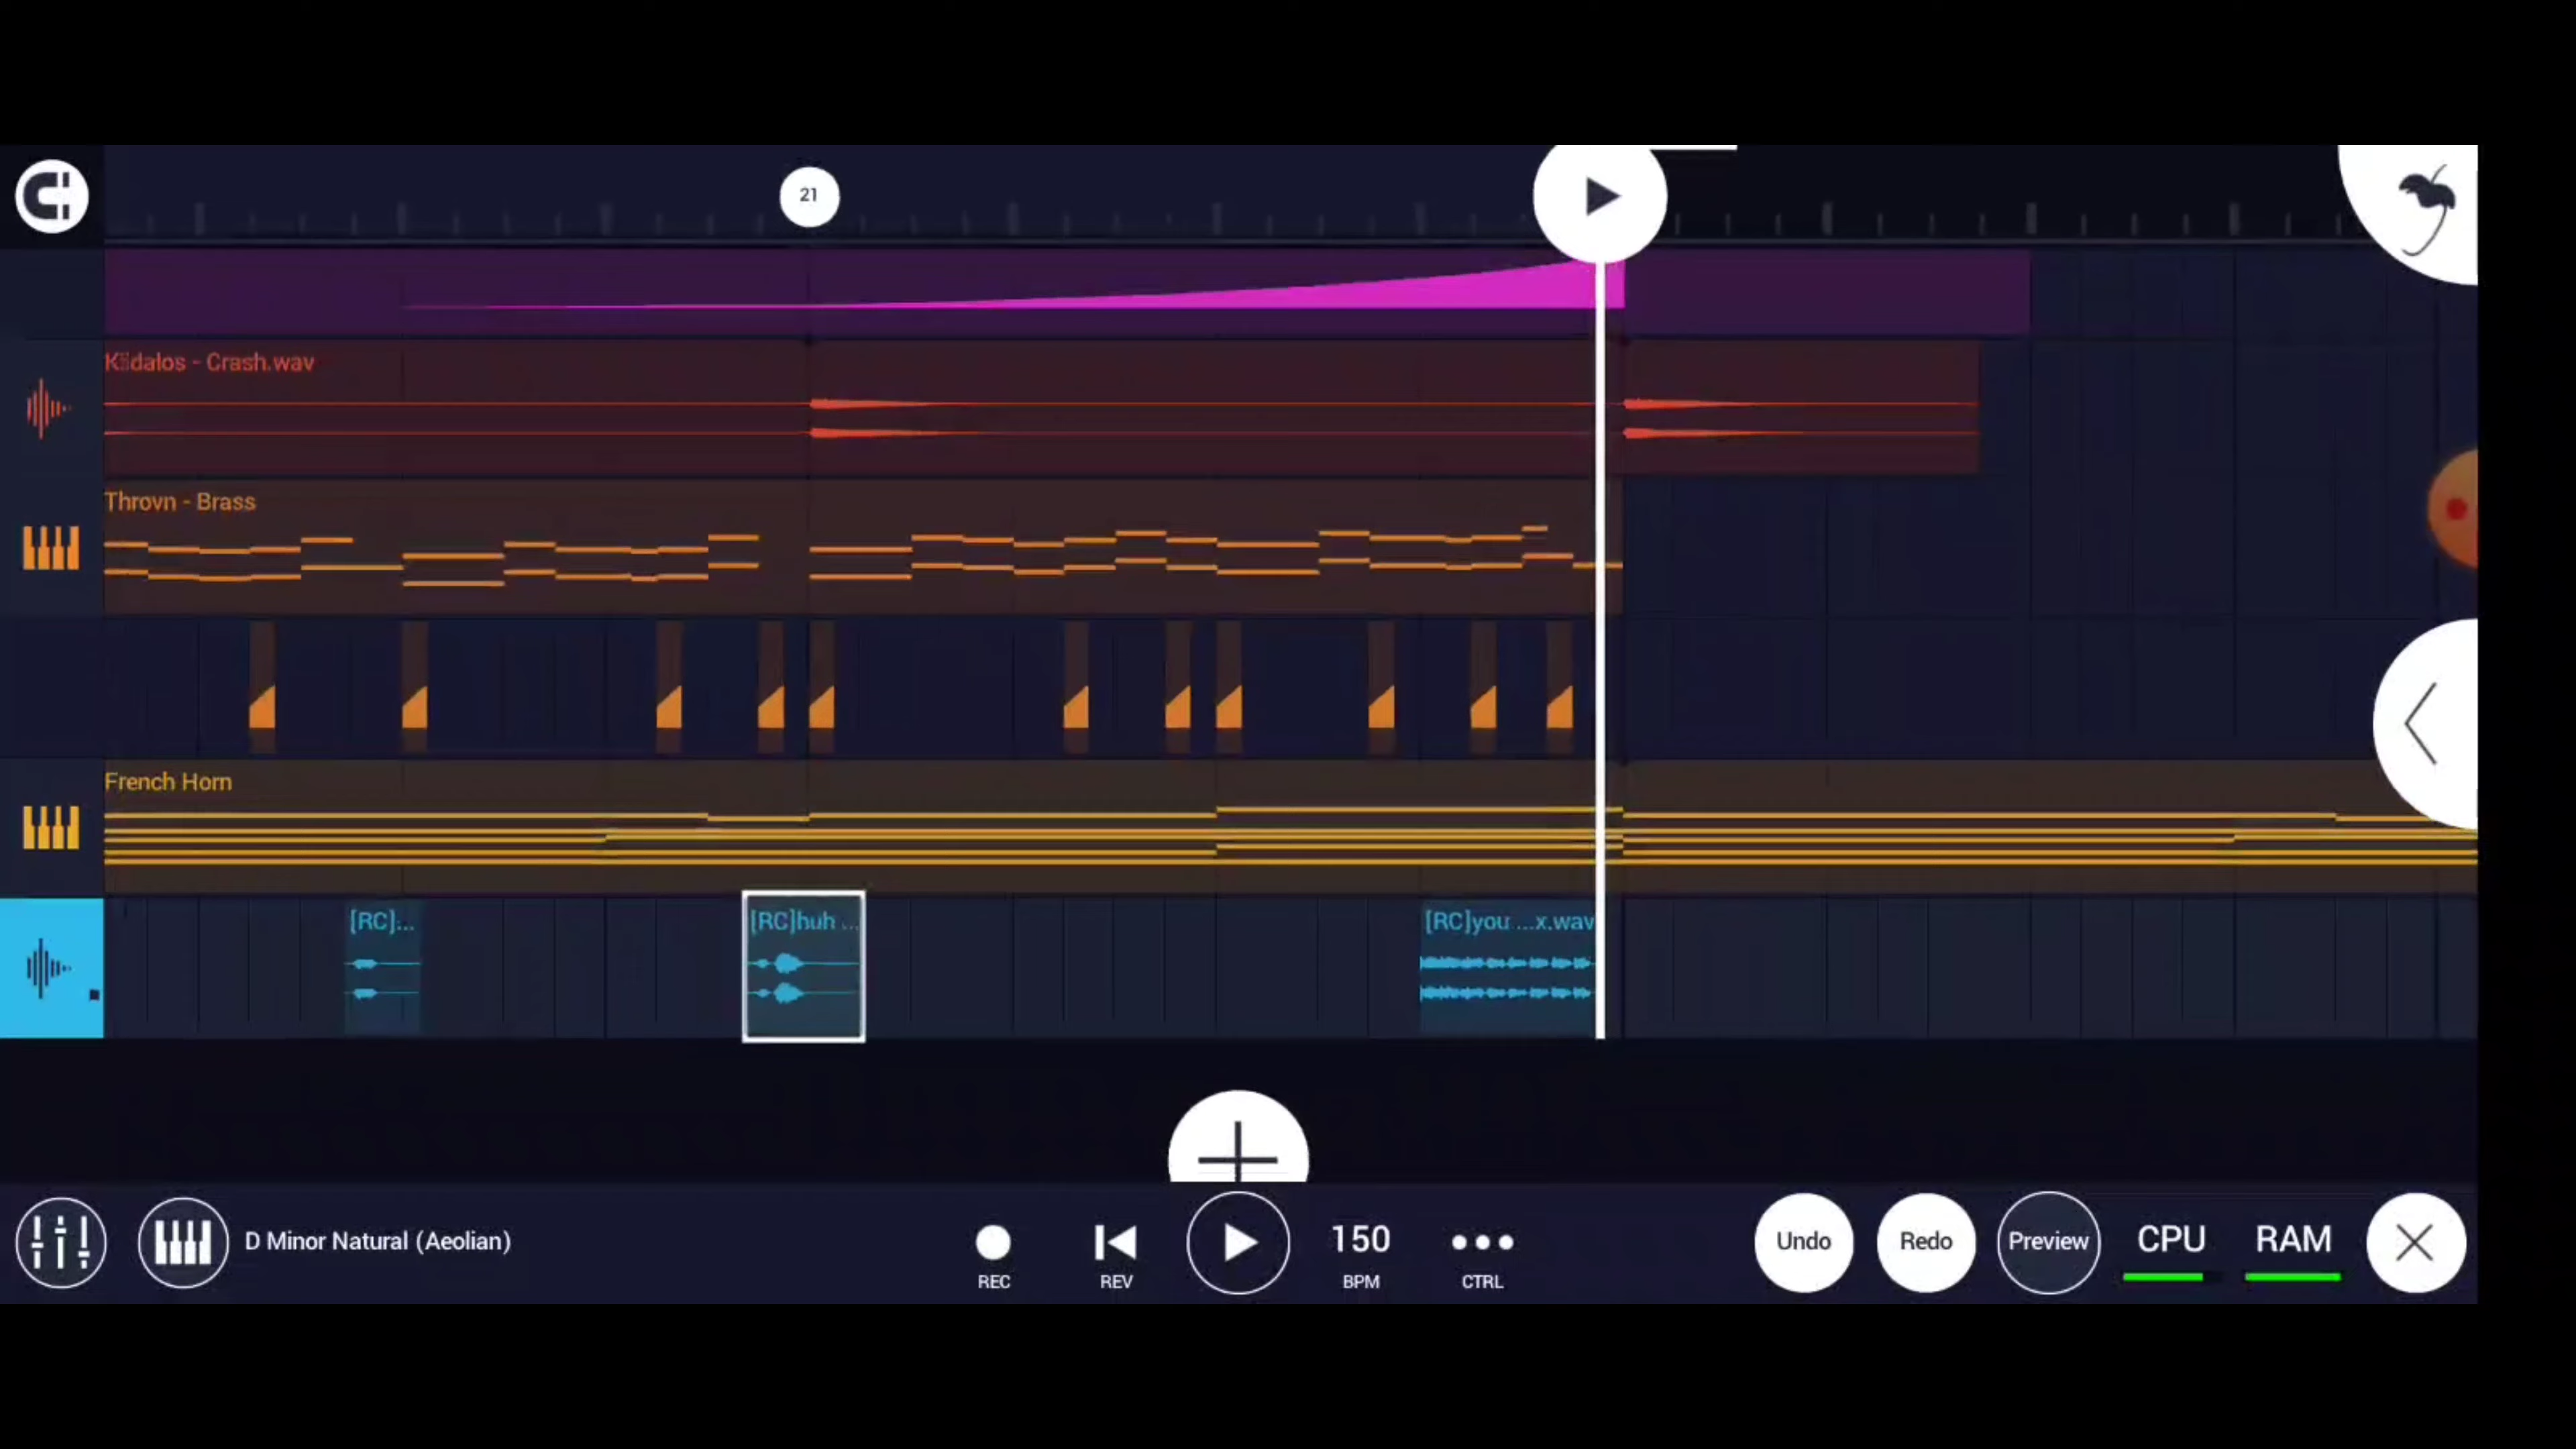 21
Kiidalos - Crash.wav
Throvn - Brass
French Horn
[RC]:...
[RC]huh ...
[RC]you ...x.wav
D Minor Natural (Aeolian)
REC
REV
150
BPM
CTRL
Undo
Redo
Preview
CPU
RAM